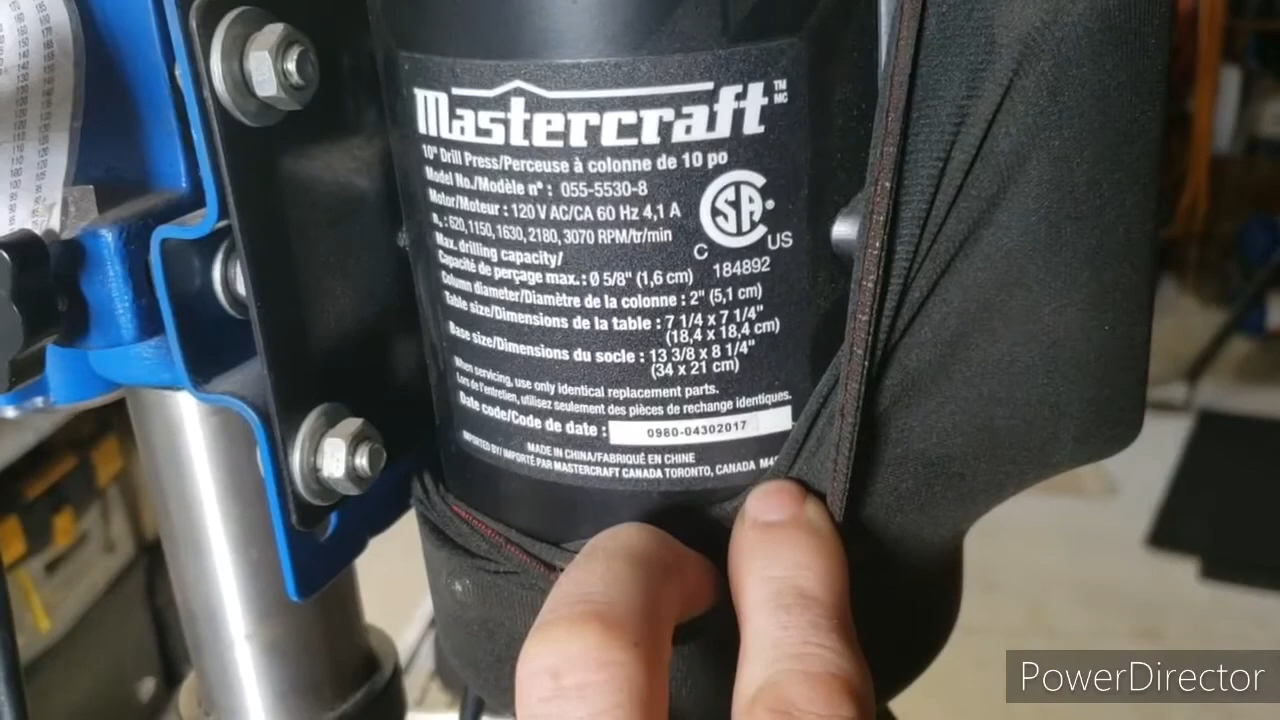 Mastercraft
TM
MC
10" Drill Press/Perceuse à colonne de 10 po
Model No./Modèle nº : 055-5530-8
Motor/Moteur : 120 V AC/CA 60 Hz 4,1 A
n₀ : 620, 1150, 1630, 2180, 3070 RPM/tr/min
Max. drilling capacity/
Capacité de perçage max. : Ø 5/8" (1,6 cm)
CSA
C US
184892
Column diameter/Diamètre de la colonne : 2" (5,1 cm)
Table size/Dimensions de la table : 7 1/4 x 7 1/4"
(18,4 x 18,4 cm)
Base size/Dimensions du socle : 13 3/8 x 8 1/4"
(34 x 21 cm)
When servicing, use only identical replacement parts.
Lors de l'entretien, utilisez seulement des pièces de rechange identiques.
Date code/Code de date : 0980-04302017
MADE IN CHINA/FABRIQUÉ EN CHINE
IMPORTED BY/ IMPORTÉ PAR MASTERCRAFT CANADA TORONTO, CANADA
PowerDirector